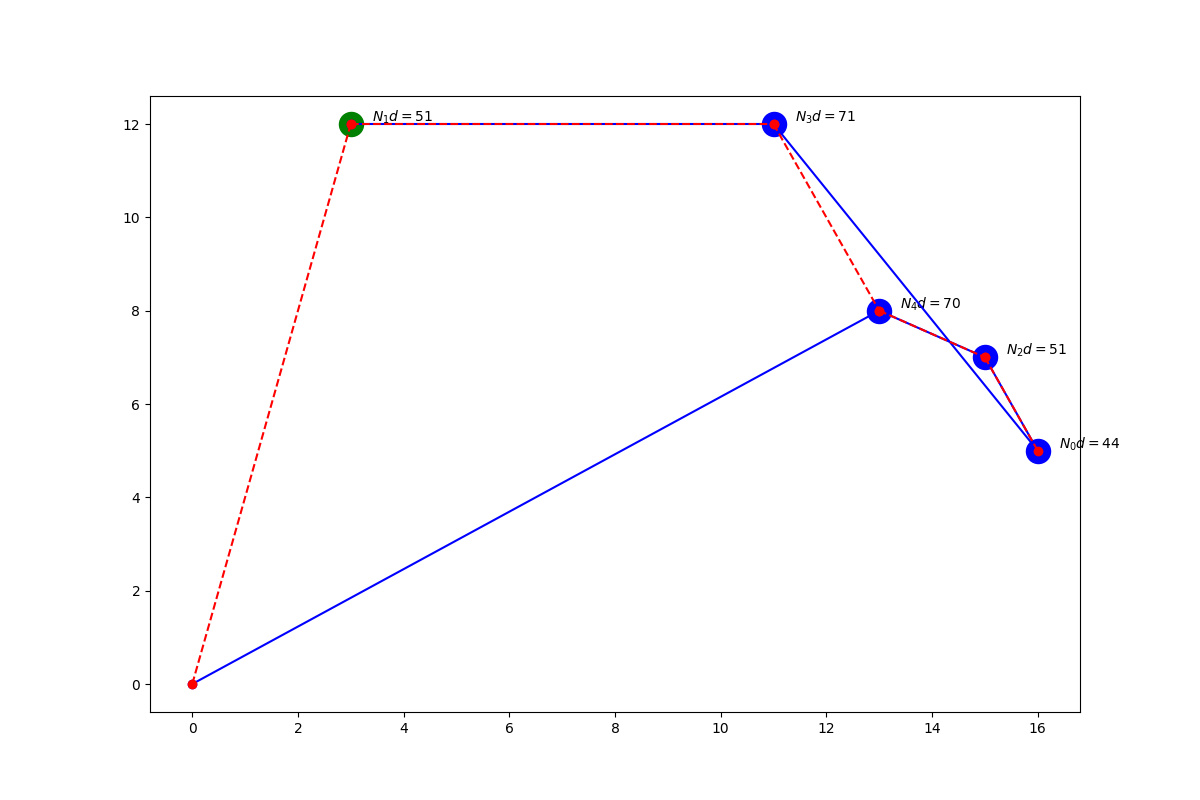 12
10
8
6
4
2
0
0 2 4 6 8 10 12 14 16
N₁d = 51
N₃d = 71
N₄d = 70
N₂d = 51
N₀d = 44